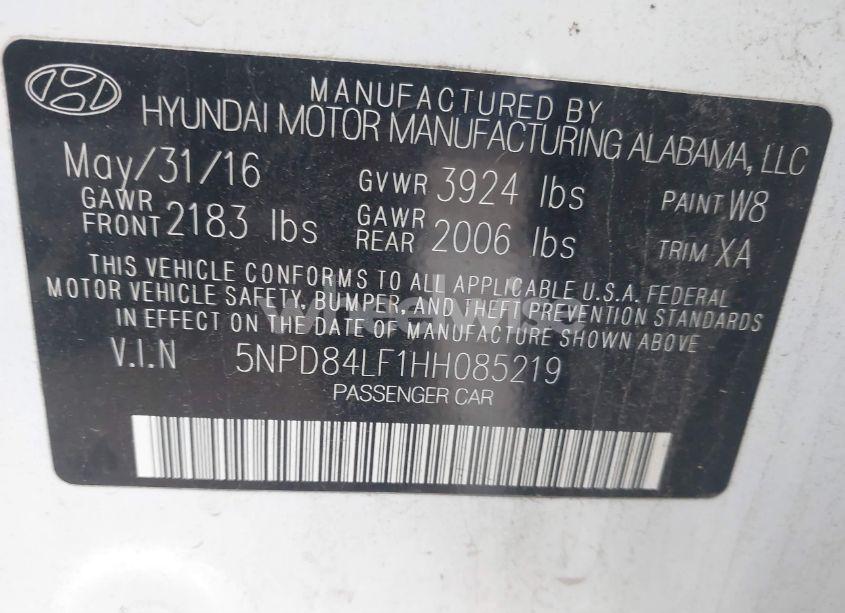 MANUFACTURED BY
HYUNDAI MOTOR MANUFACTURING ALABAMA, LLC
May/31/16 GVWR 3924 lbs PAINT W8
GAWR FRONT 2183 lbs GAWR REAR 2006 lbs TRIM XA
THIS VEHICLE CONFORMS TO ALL APPLICABLE U.S.A. FEDERAL
MOTOR VEHICLE SAFETY, BUMPER, AND THEFT PREVENTION STANDARDS
IN EFFECT ON THE DATE OF MANUFACTURE SHOWN ABOVE
V.I.N 5NPD84LF1HH085219
PASSENGER CAR